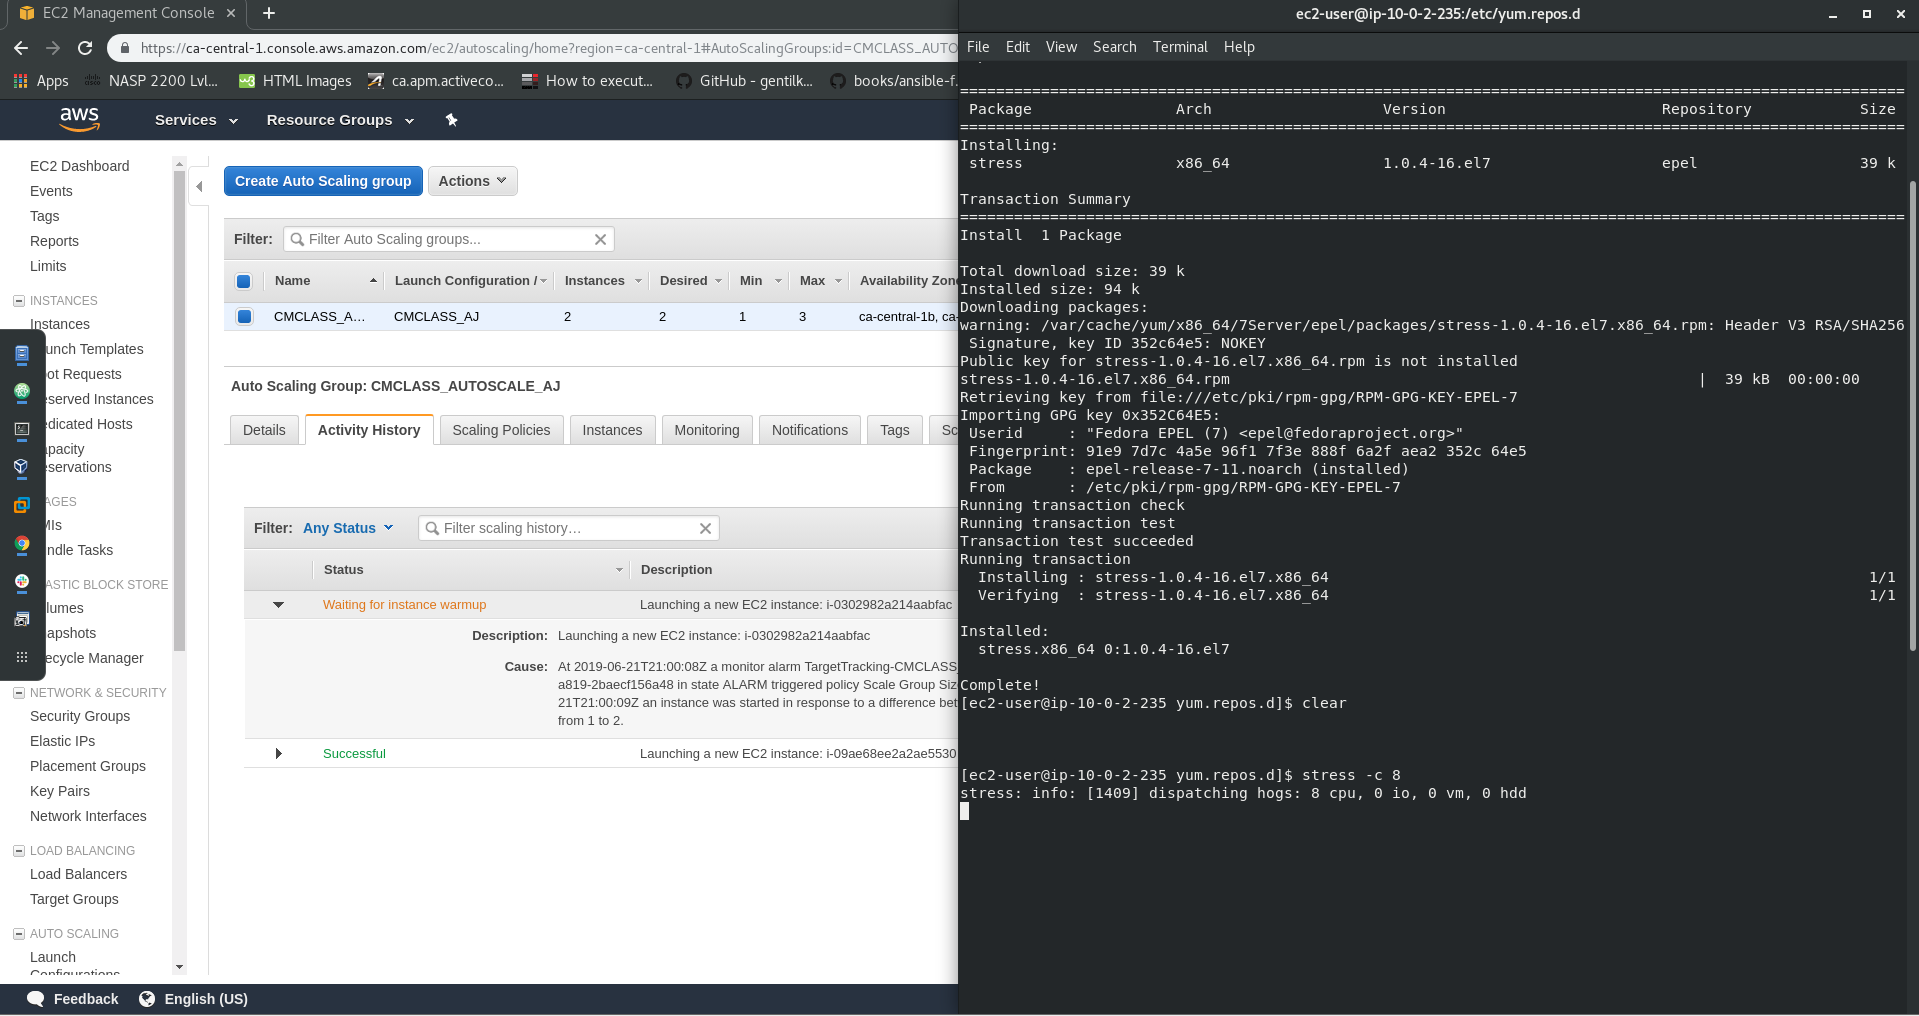 EC2 Management Console
https://ca-central-1.console.aws.amazon.com/ec2/autoscaling/home?region=ca-central-1#AutoScalingGroups:id=CMCLASS_AUTO
Apps
NASP 2200 Lvl...
HTML Images
ca.apm.activeco...
How to execut...
GitHub - gentilk...
books/ansible-f.
aws
Services
Resource Groups
EC2 Dashboard
Events
Tags
Reports
Limits
INSTANCES
Instances
unch Templates
ot Requests
eserved Instances
edicated Hosts
apacity
eservations
AGES
MIs
ndle Tasks
ASTIC BLOCK STORE
lumes
apshots
ecycle Manager
NETWORK & SECURITY
Security Groups
Elastic IPs
Placement Groups
Key Pairs
Network Interfaces
LOAD BALANCING
Load Balancers
Target Groups
AUTO SCALING
Launch
Configurations
Create Auto Scaling group
Actions
Filter:
Filter Auto Scaling groups...
Name Launch Configuration / Instances Desired Min Max Availability Zone
CMCLASS_A... CMCLASS_AJ 2 2 1 3 ca-central-1b, ca-
Auto Scaling Group: CMCLASS_AUTOSCALE_AJ
Details Activity History Scaling Policies Instances Monitoring Notifications Tags Sc
Filter: Any Status Filter scaling history…
Status Description
Waiting for instance warmup Launching a new EC2 instance: i-0302982a214aabfac
Description: Launching a new EC2 instance: i-0302982a214aabfac
Cause: At 2019-06-21T21:00:08Z a monitor alarm TargetTracking-CMCLASS_
a819-2baecf156a48 in state ALARM triggered policy Scale Group Siz
21T21:00:09Z an instance was started in response to a difference bet
from 1 to 2.
Successful Launching a new EC2 instance: i-09ae68ee2a2ae5530
Feedback
English (US)
ec2-user@ip-10-0-2-235:/etc/yum.repos.d
File Edit View Search Terminal Help
Package Arch Version Repository Size
Installing:
stress x86_64 1.0.4-16.el7 epel 39 k
Transaction Summary
Install 1 Package
Total download size: 39 k
Installed size: 94 k
Downloading packages:
warning: /var/cache/yum/x86_64/7Server/epel/packages/stress-1.0.4-16.el7.x86_64.rpm: Header V3 RSA/SHA256
Signature, key ID 352c64e5: NOKEY
Public key for stress-1.0.4-16.el7.x86_64.rpm is not installed
stress-1.0.4-16.el7.x86_64.rpm | 39 kB 00:00:00
Retrieving key from file:///etc/pki/rpm-gpg/RPM-GPG-KEY-EPEL-7
Importing GPG key 0x352C64E5:
Userid : "Fedora EPEL (7) <epel@fedoraproject.org>"
Fingerprint: 91e9 7d7c 4a5e 96f1 7f3e 888f 6a2f aea2 352c 64e5
Package : epel-release-7-11.noarch (installed)
From : /etc/pki/rpm-gpg/RPM-GPG-KEY-EPEL-7
Running transaction check
Running transaction test
Transaction test succeeded
Running transaction
Installing : stress-1.0.4-16.el7.x86_64 1/1
Verifying : stress-1.0.4-16.el7.x86_64 1/1
Installed:
stress.x86_64 0:1.0.4-16.el7
Complete!
[ec2-user@ip-10-0-2-235 yum.repos.d]$ clear
[ec2-user@ip-10-0-2-235 yum.repos.d]$ stress -c 8
stress: info: [1409] dispatching hogs: 8 cpu, 0 io, 0 vm, 0 hdd